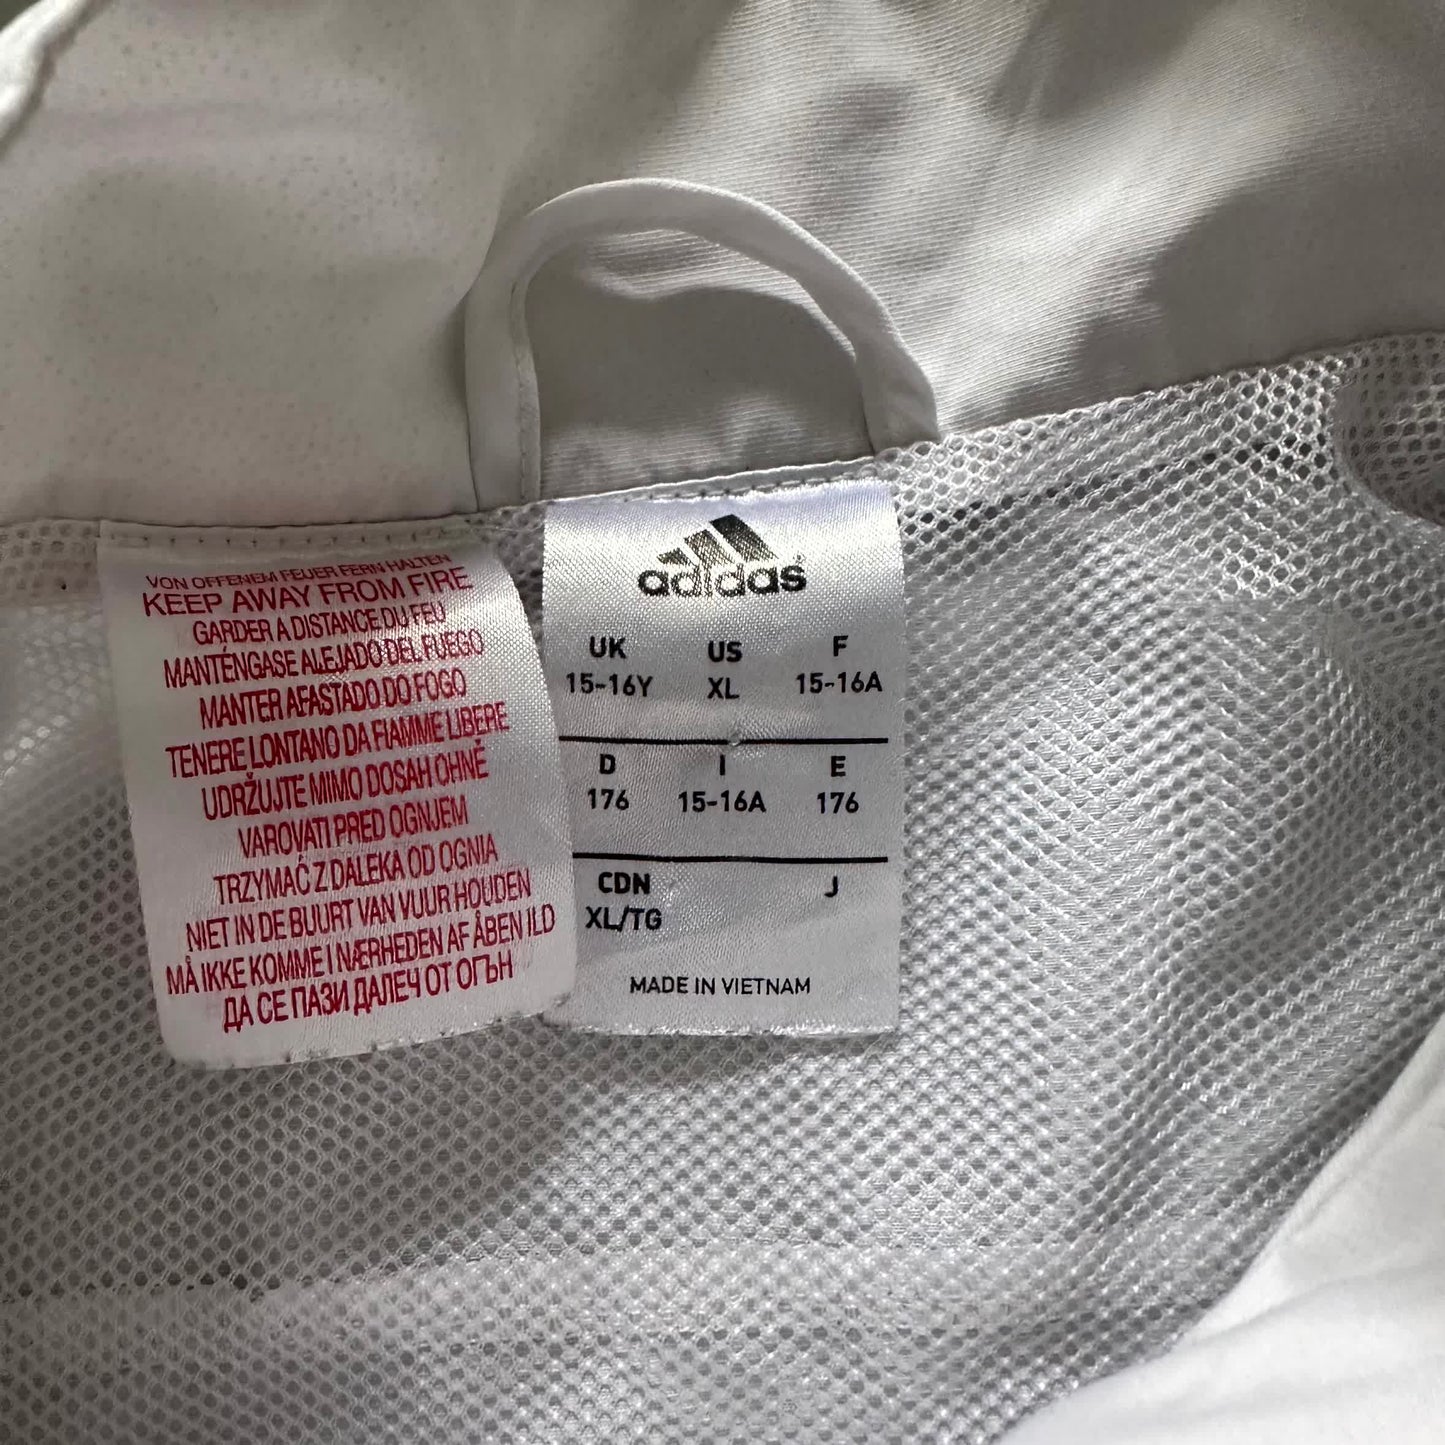 VON OFFENEM FEUER FERN HALTEN
KEEP AWAY FROM FIRE
GARDER A DISTANCE DU FEU
MANTÉNGASE ALEJADO DEL FUEGO
MANTER AFASTADO DO FOGO
TENERE LONTANO DA FIAMME LIBERE
UDRŽUJTE MIMO DOSAH OHNĚ
VAROVATI PRED OGNJEM
TRZYMAĆ Z DALEKA OD OGNIA
NIET IN DE BUURT VAN VUUR HOUDEN
MÅ IKKE KOMME I NÆRHEDEN AF ÅBEN ILD
ДА СЕ ПАЗИ ДАЛЕЧ ОТ ОГЪН
adidas®
UK US F
15-16Y XL 15-16A
D I E
176 15-16A 176
CDN J
XL/TG
MADE IN VIETNAM